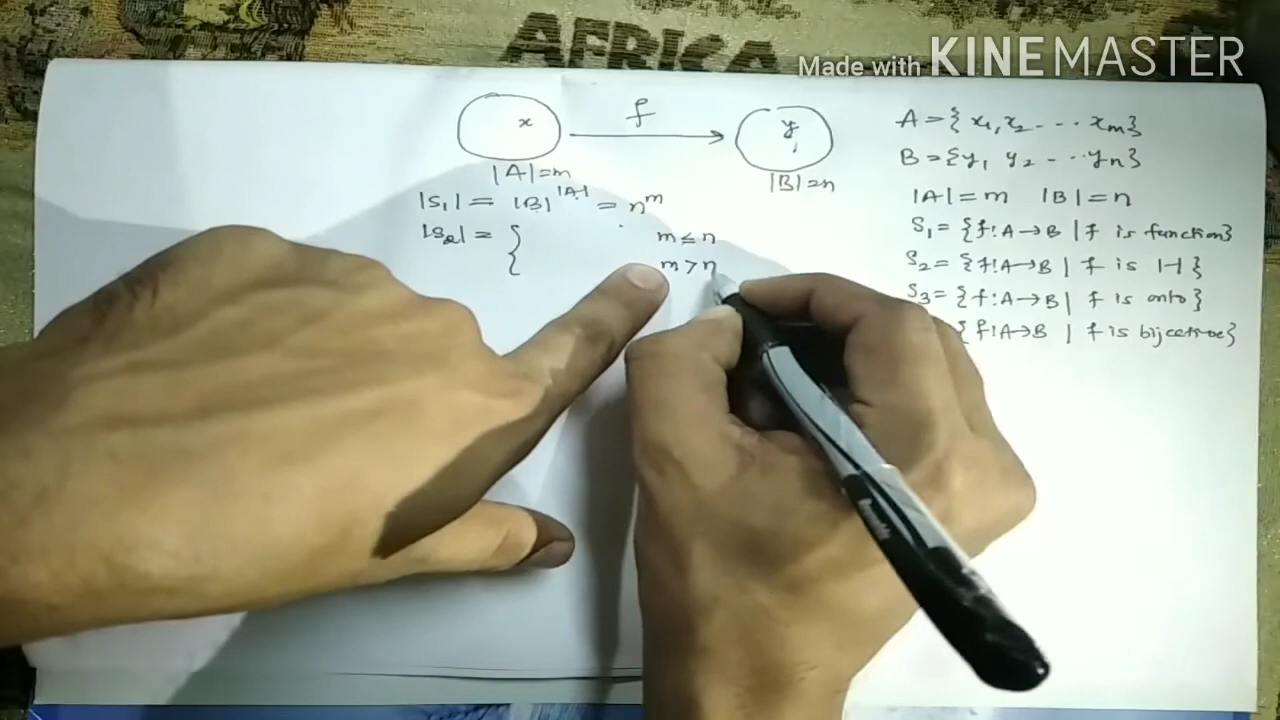 AFRICA
Made with KINEMASTER
x f y
|A|=m |B|=n
|S₁| = |B|^|A| = n^m
|S₂| = {
m ≤ n
m > n
A = {x₁, x₂ --- xm}
B = {y₁ y₂ --- yn}
|A|=m |B|=n
S₁ = {f:A→B | f is function}
S₂ = {f:A→B | f is 1-1}
S₃ = {f:A→B | f is onto}
{f:A→B | f is bijective}